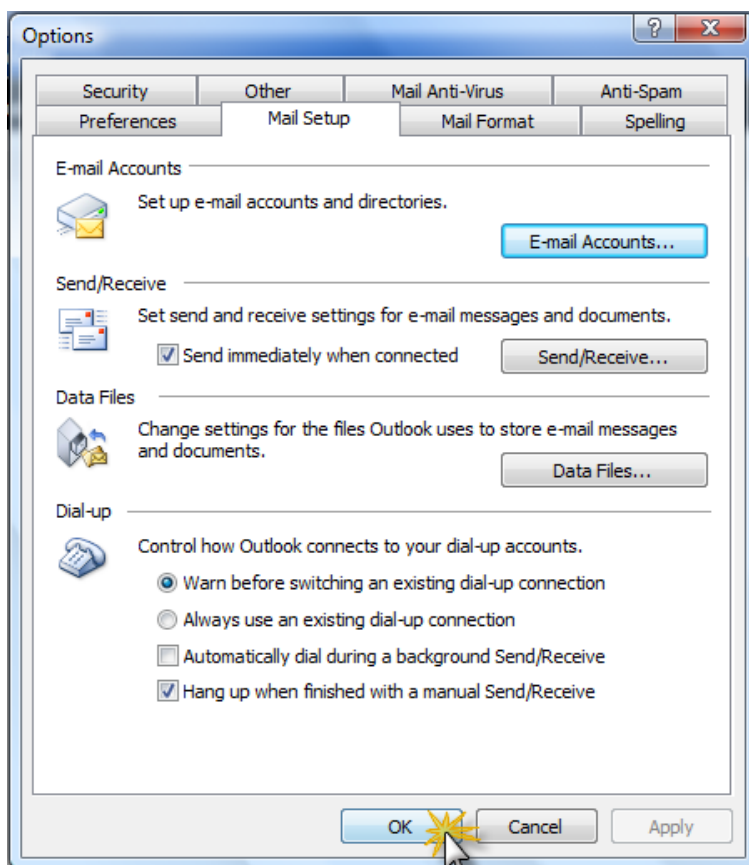 Options
Security Other Mail Anti-Virus Anti-Spam
Preferences Mail Setup Mail Format Spelling
E-mail Accounts
Set up e-mail accounts and directories.
E-mail Accounts...
Send/Receive
Set send and receive settings for e-mail messages and documents.
Send immediately when connected Send/Receive...
Data Files
Change settings for the files Outlook uses to store e-mail messages
and documents.
Data Files...
Dial-up
Control how Outlook connects to your dial-up accounts.
Warn before switching an existing dial-up connection
Always use an existing dial-up connection
Automatically dial during a background Send/Receive
Hang up when finished with a manual Send/Receive
OK Cancel Apply